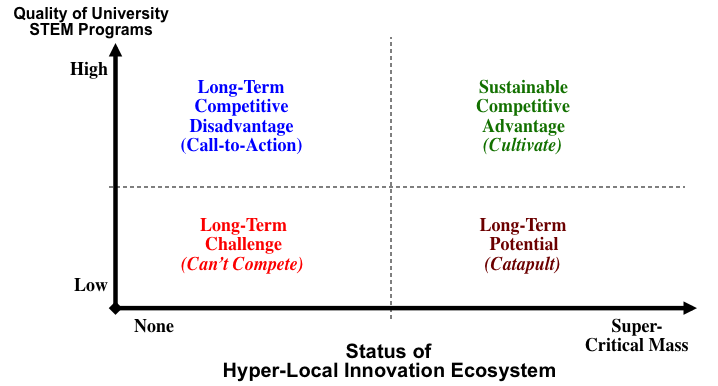 Quality of University
STEM Programs
High
Long-Term
Competitive
Disadvantage
(Call-to-Action)
Sustainable
Competitive
Advantage
(Cultivate)
Long-Term
Challenge
(Can't Compete)
Long-Term
Potential
(Catapult)
Low
None
Super-
Critical Mass
Status of
Hyper-Local Innovation Ecosystem